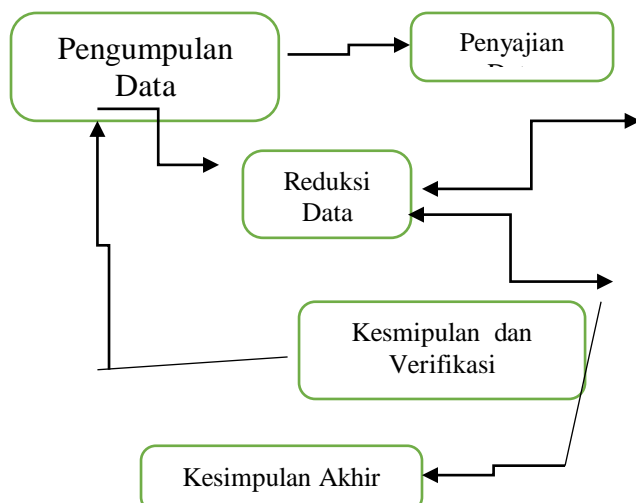 Pengumpulan
Data
Penyajian
Reduksi
Data
Kesmipulan dan
Verifikasi
Kesimpulan Akhir